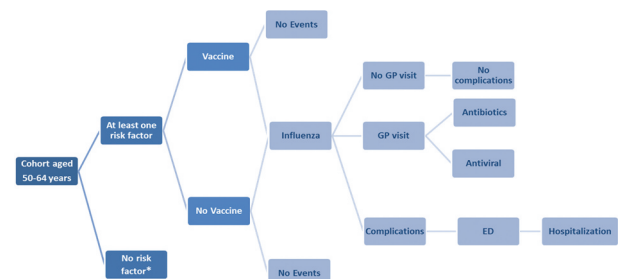 No Events
Vaccine
No GP visit
No
complications
Antibiotics
At least one
risk factor
Influenza
GP visit
Cohort aged
50-64 years
Antiviral
No Vaccine
Complications
ED
Hospitalization
No risk
factor*
No Events